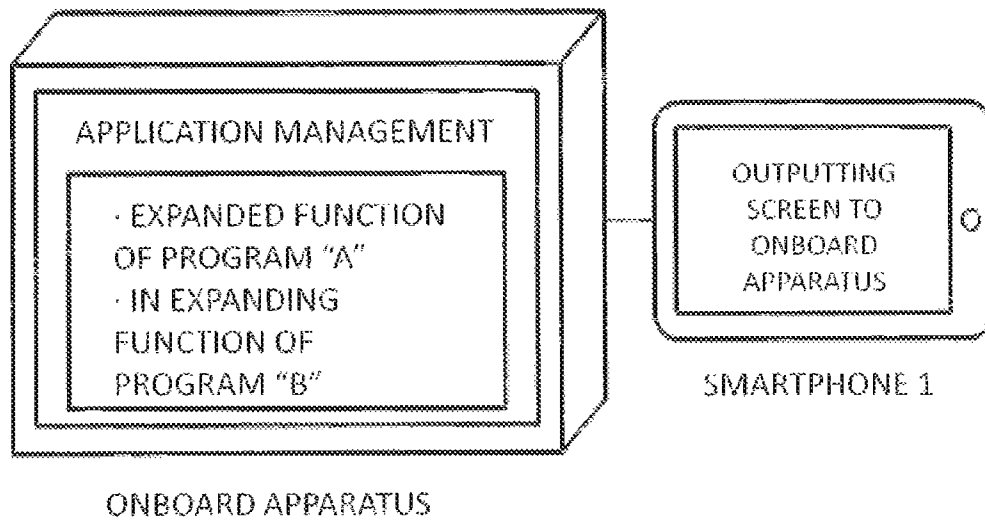 APPLICATION MANAGEMENT
· EXPANDED FUNCTION
OF PROGRAM “A”
· IN EXPANDING
FUNCTION OF
PROGRAM “B”
ONBOARD APPARATUS
OUTPUTTING
SCREEN TO
ONBOARD
APPARATUS
SMARTPHONE 1